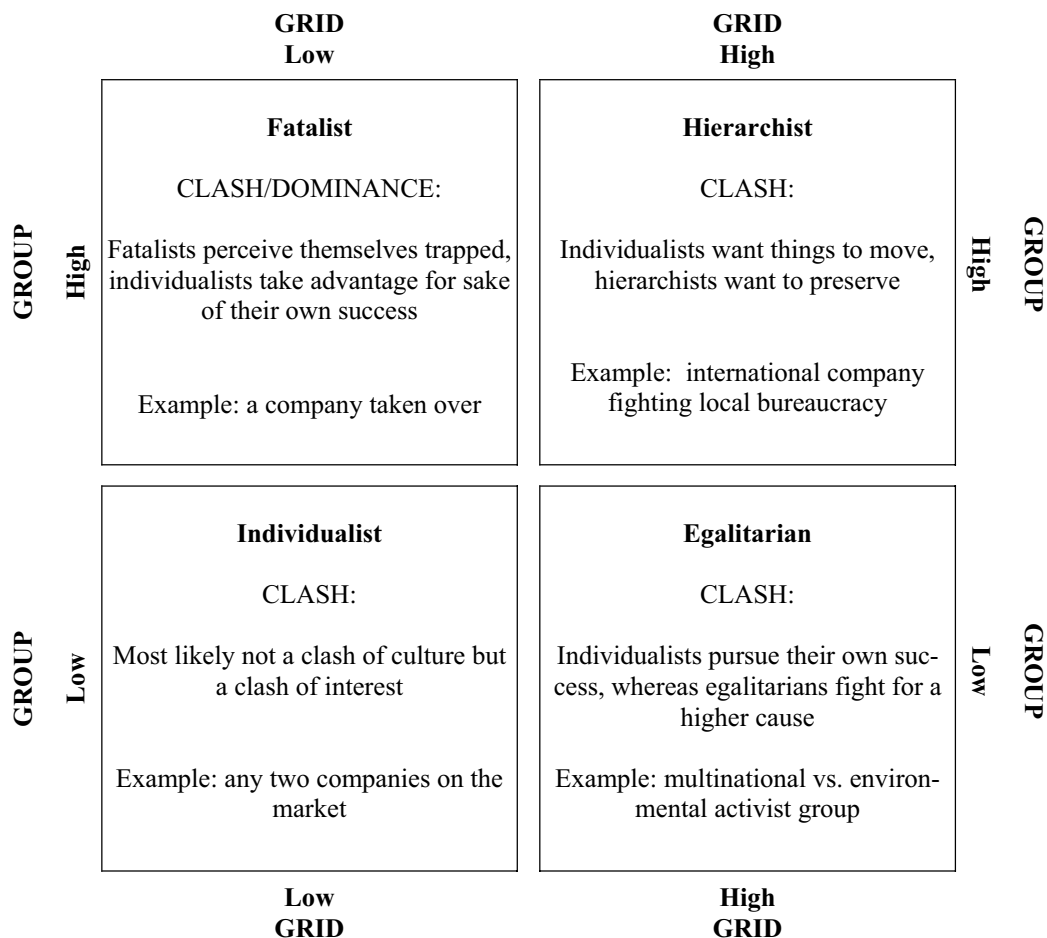 GRID
Low
GRID
High
Fatalist
CLASH/DOMINANCE:
Fatalists perceive themselves trapped,
individualists take advantage for sake
of their own success
Example: a company taken over
Hierarchist
CLASH:
Individualists want things to move,
hierarchists want to preserve
Example: international company
fighting local bureaucracy
GROUP
High
High
GROUP
Individualist
CLASH:
Most likely not a clash of culture but
a clash of interest
Example: any two companies on the
market
Egalitarian
CLASH:
Individualists pursue their own suc-
cess, whereas egalitarians fight for a
higher cause
Example: multinational vs. environ-
mental activist group
GROUP
Low
Low
GROUP
Low
GRID
High
GRID